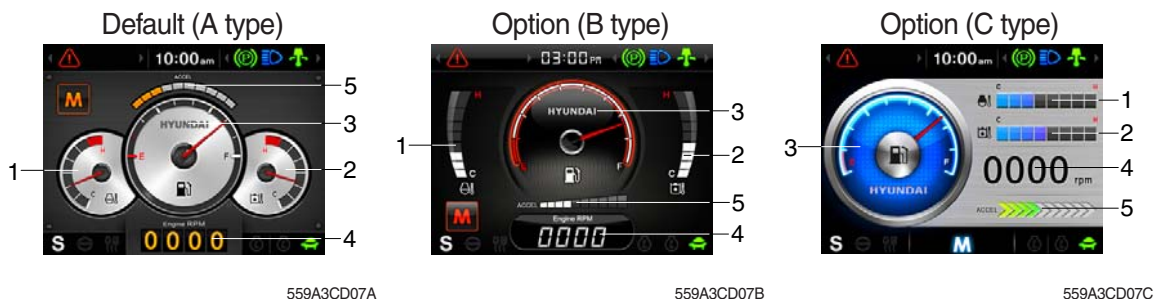 Default (A type)
Option (B type)
Option (C type)
10:00am
ACCEL
M
HYUNDAI
E
F
H
C
H
C
Engine RPM
0000
S
5
3
1
2
4
03:00PM
HYUNDAI
H
C
H
C
ACCEL
M
Engine RPM
0000
S
3
1
2
5
4
10:00am
C
H
C
H
E
F
HYUNDAI
0000 rpm
ACCEL
S
M
1
2
3
4
5
559A3CD07A
559A3CD07B
559A3CD07C